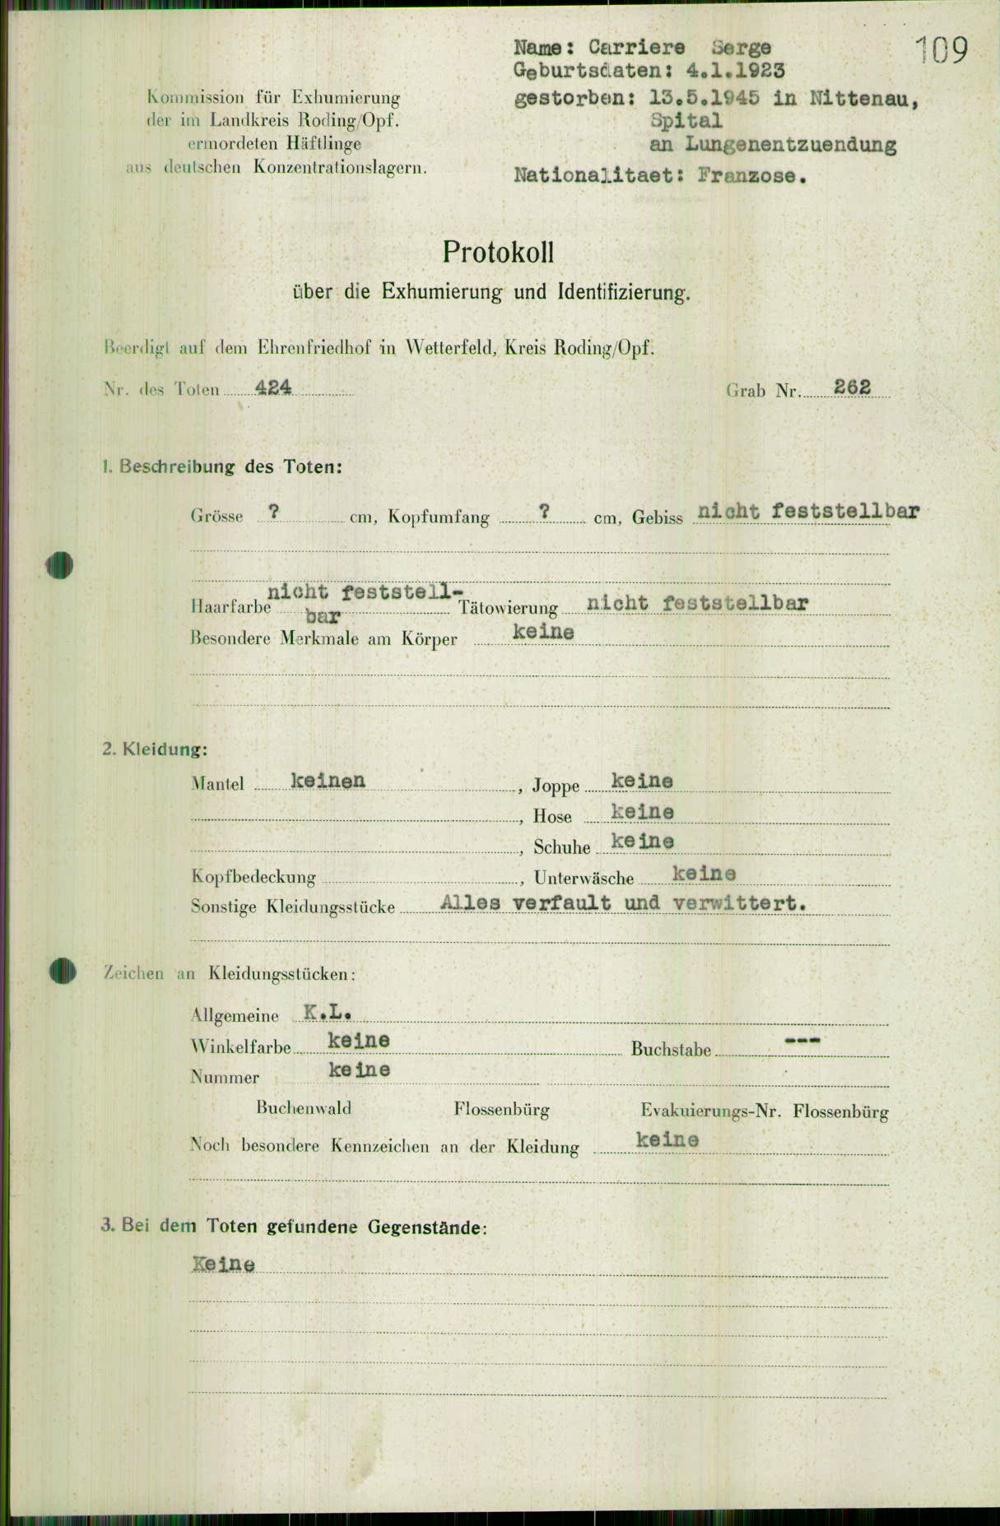 109
Name: Carriere Serge
Geburtsdaten: 4.1.1923
gestorben: 13.5.1945 in Nittenau,
Spital
an Lungenentzuendung
Nationalitaet: Franzose.
Kommission für Exhumierung
der im Landkreis Roding/Opf.
ermordeten Häftlinge
aus deutschen Konzentrationslagern.
Protokoll
über die Exhumierung und Identifizierung.
Beerdigt auf dem Ehrenfriedhof in Wetterfeld, Kreis Roding/Opf.
Nr. des Toten 424 Grab Nr. 262
1. Beschreibung des Toten:
Grösse ? cm, Kopfumfang ? cm, Gebiss nicht feststellbar
Haarfarbe nicht feststell-
bar Tätowierung nicht feststellbar
Besondere Merkmale am Körper keine
2. Kleidung:
Mantel keinen, Joppe keine
, Hose keine
, Schuhe keine
Kopfbedeckung , Unterwäsche keine
Sonstige Kleidungsstücke Alles verfault und verwittert.
Zeichen an Kleidungsstücken:
Allgemeine K.L.
Winkelfarbe keine Buchstabe ---
Nummer keine
Buchenwald Flossenbürg Evakuierungs-Nr. Flossenbürg
Noch besondere Kennzeichen an der Kleidung keine
3. Bei dem Toten gefundene Gegenstände:
Keine